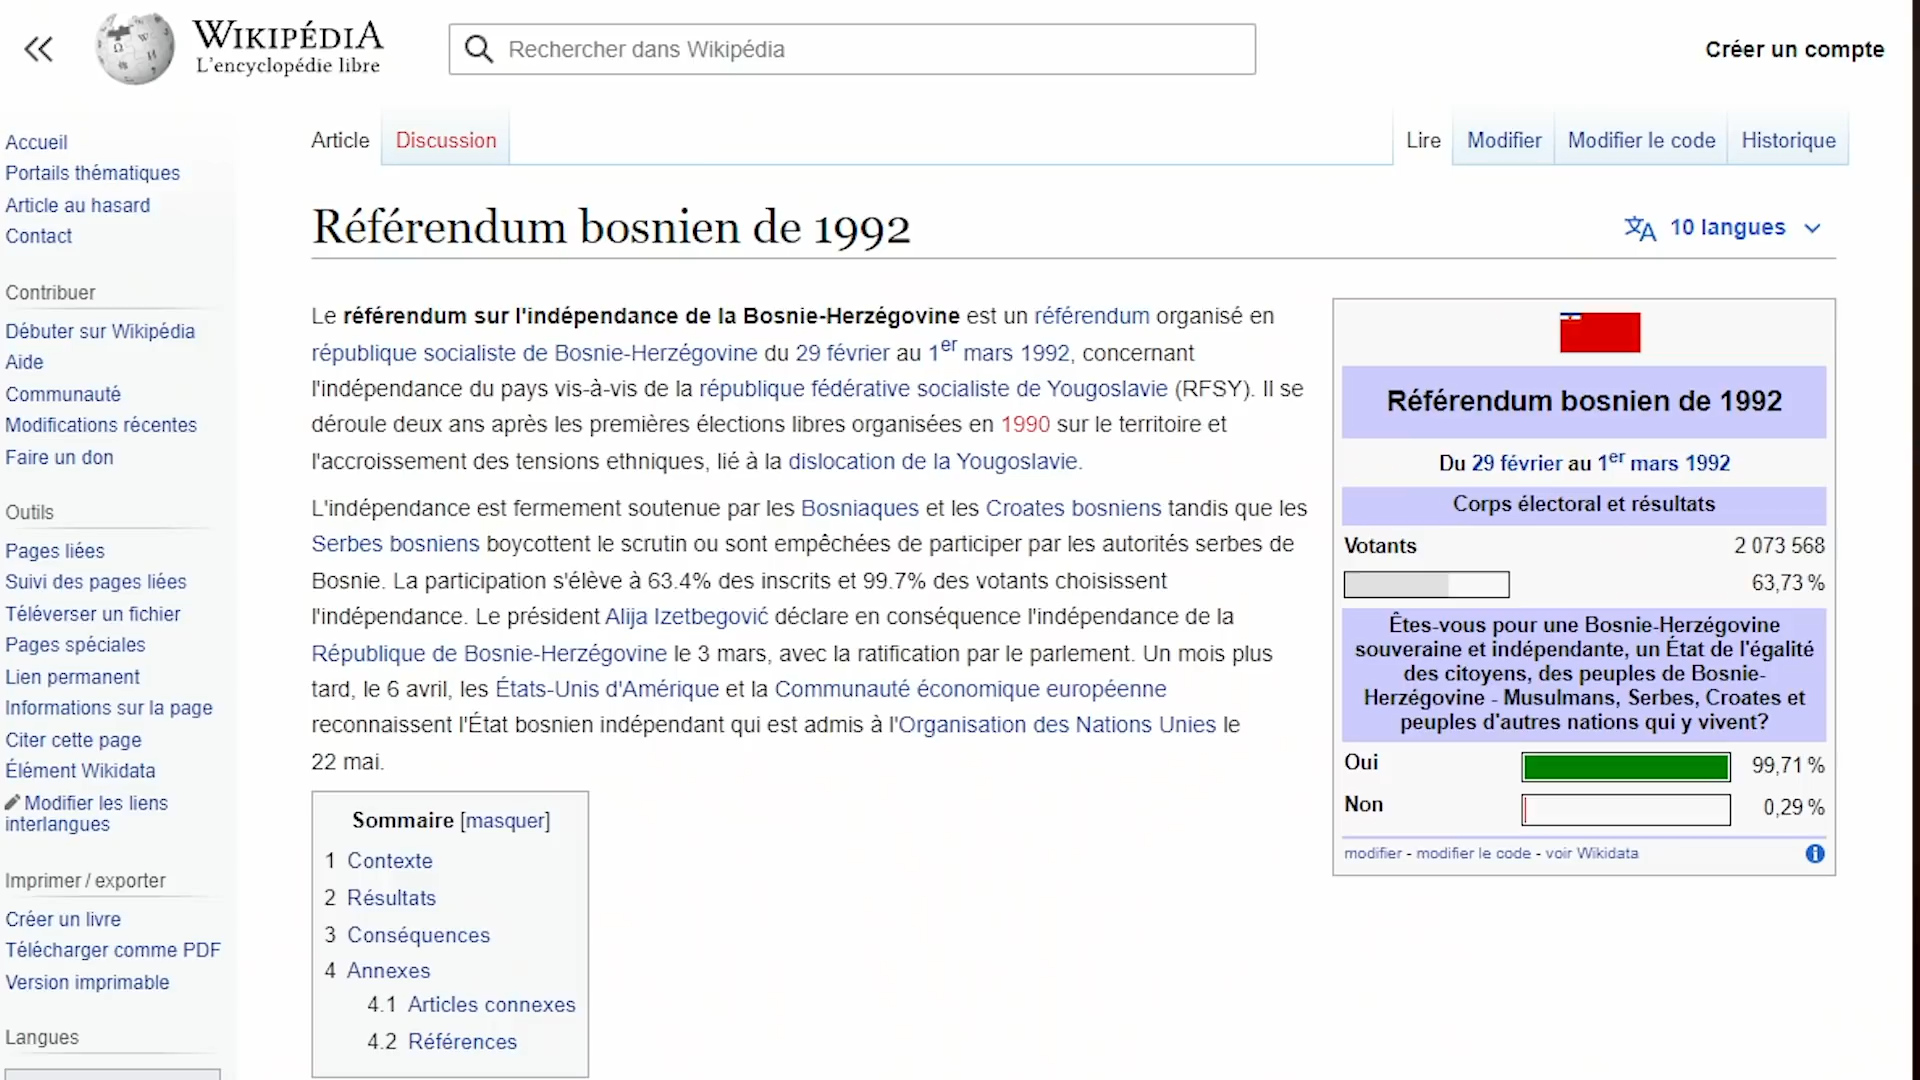 WIKIPÉDIA
L'encyclopédie libre
Rechercher dans Wikipédia
Créer un compte
Accueil
Portails thématiques
Article au hasard
Contact
Contribuer
Débuter sur Wikipédia
Aide
Communauté
Modifications récentes
Faire un don
Outils
Pages liées
Suivi des pages liées
Téléverser un fichier
Pages spéciales
Lien permanent
Informations sur la page
Citer cette page
Élément Wikidata
Modifier les liens
interlangues
Imprimer / exporter
Créer un livre
Télécharger comme PDF
Version imprimable
Langues
Article
Discussion
Lire
Modifier
Modifier le code
Historique
Référendum bosnien de 1992
10 langues
Le référendum sur l'indépendance de la Bosnie-Herzégovine est un référendum organisé en
république socialiste de Bosnie-Herzégovine du 29 février au 1er mars 1992, concernant
l'indépendance du pays vis-à-vis de la république fédérative socialiste de Yougoslavie (RFSY). Il se
déroule deux ans après les premières élections libres organisées en 1990 sur le territoire et
l'accroissement des tensions ethniques, lié à la dislocation de la Yougoslavie.
L'indépendance est fermement soutenue par les Bosniaques et les Croates bosniens tandis que les
Serbes bosniens boycottent le scrutin ou sont empêchées de participer par les autorités serbes de
Bosnie. La participation s'élève à 63.4% des inscrits et 99.7% des votants choisissent
l'indépendance. Le président Alija Izetbegović déclare en conséquence l'indépendance de la
République de Bosnie-Herzégovine le 3 mars, avec la ratification par le parlement. Un mois plus
tard, le 6 avril, les États-Unis d'Amérique et la Communauté économique européenne
reconnaissent l'État bosnien indépendant qui est admis à l'Organisation des Nations Unies le
22 mai.
Sommaire [masquer]
1 Contexte
2 Résultats
3 Conséquences
4 Annexes
4.1 Articles connexes
4.2 Références
Référendum bosnien de 1992
Du 29 février au 1er mars 1992
Corps électoral et résultats
Votants 2 073 568
63,73 %
Êtes-vous pour une Bosnie-Herzégovine
souveraine et indépendante, un État de l'égalité
des citoyens, des peuples de Bosnie-
Herzégovine - Musulmans, Serbes, Croates et
peuples d'autres nations qui y vivent?
Oui 99,71 %
Non 0,29 %
modifier - modifier le code - voir Wikidata